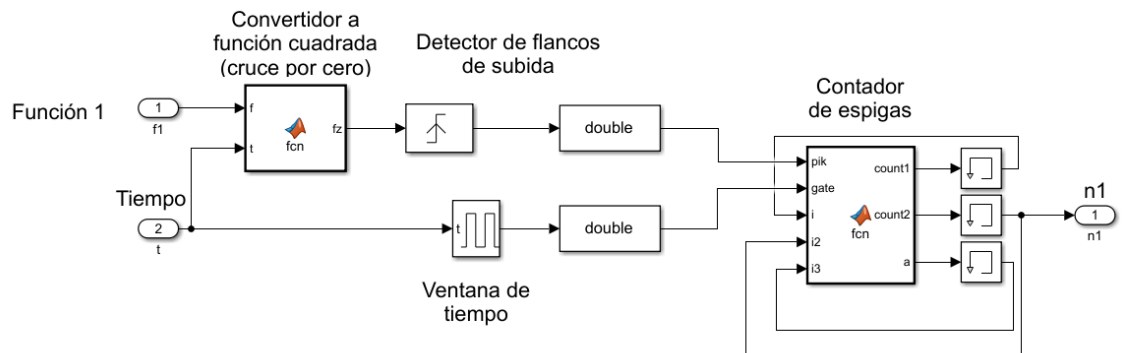 Convertidor a
función cuadrada
(cruce por cero)
Detector de flancos
de subida
Función 1
1
f1
f
t
fz
fcn
double
Contador
de espigas
pik
gate
i
i2
i3
fcn
count1
count2
a
n1
1
n1
Tiempo
2
t
t
double
Ventana de
tiempo